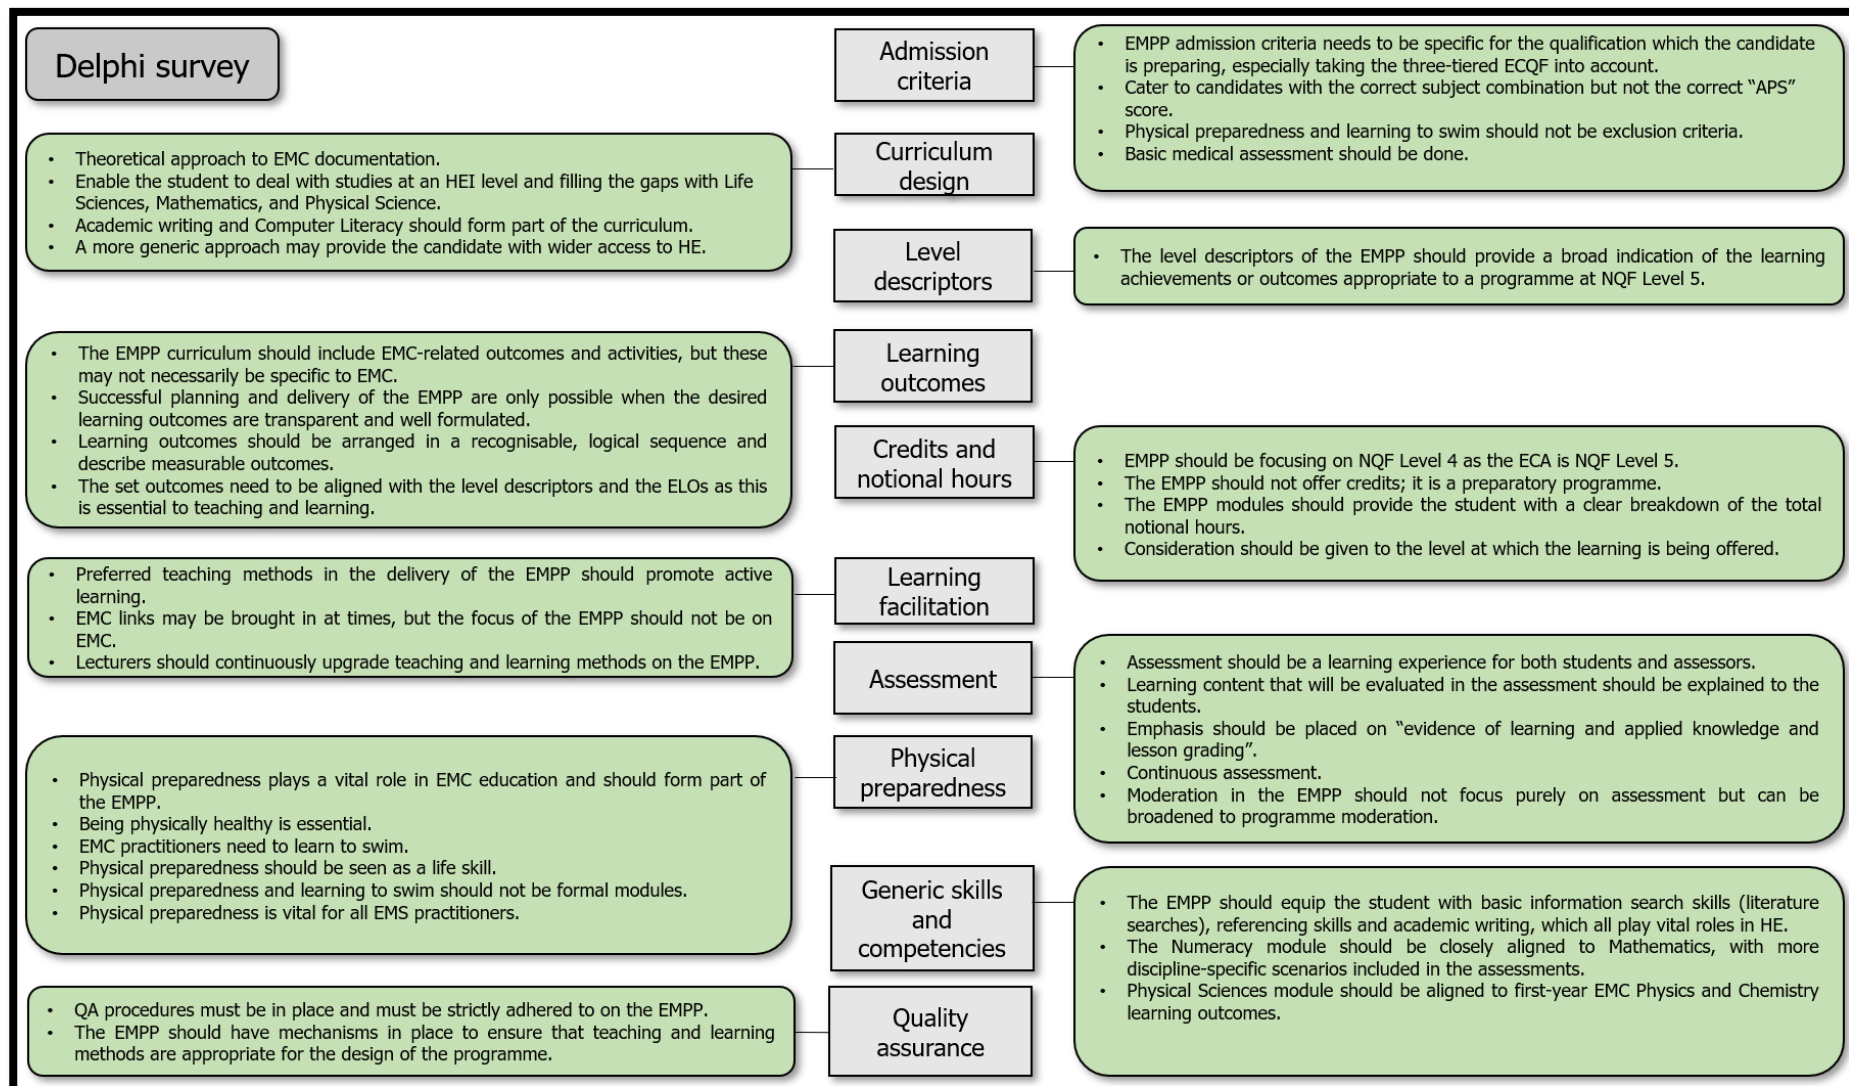 Delphi survey
Admission
criteria
• EMPP admission criteria needs to be specific for the qualification which the candidate
is preparing, especially taking the three-tiered ECQF into account.
• Cater to candidates with the correct subject combination but not the correct “APS”
score.
• Physical preparedness and learning to swim should not be exclusion criteria.
• Basic medical assessment should be done.
Curriculum
design
• Theoretical approach to EMC documentation.
• Enable the student to deal with studies at an HEI level and filling the gaps with Life
Sciences, Mathematics, and Physical Science.
• Academic writing and Computer Literacy should form part of the curriculum.
• A more generic approach may provide the candidate with wider access to HE.
Level
descriptors
• The level descriptors of the EMPP should provide a broad indication of the learning
achievements or outcomes appropriate to a programme at NQF Level 5.
Learning
outcomes
• The EMPP curriculum should include EMC-related outcomes and activities, but these
may not necessarily be specific to EMC.
• Successful planning and delivery of the EMPP are only possible when the desired
learning outcomes are transparent and well formulated.
• Learning outcomes should be arranged in a recognisable, logical sequence and
describe measurable outcomes.
• The set outcomes need to be aligned with the level descriptors and the ELOs as this
is essential to teaching and learning.
Credits and
notional hours
• EMPP should be focusing on NQF Level 4 as the ECA is NQF Level 5.
• The EMPP should not offer credits; it is a preparatory programme.
• The EMPP modules should provide the student with a clear breakdown of the total
notional hours.
• Consideration should be given to the level at which the learning is being offered.
Learning
facilitation
• Preferred teaching methods in the delivery of the EMPP should promote active
learning.
• EMC links may be brought in at times, but the focus of the EMPP should not be on
EMC.
• Lecturers should continuously upgrade teaching and learning methods on the EMPP.
Assessment
• Assessment should be a learning experience for both students and assessors.
• Learning content that will be evaluated in the assessment should be explained to the
students.
• Emphasis should be placed on “evidence of learning and applied knowledge and
lesson grading”.
• Continuous assessment.
• Moderation in the EMPP should not focus purely on assessment but can be
broadened to programme moderation.
Physical
preparedness
• Physical preparedness plays a vital role in EMC education and should form part of
the EMPP.
• Being physically healthy is essential.
• EMC practitioners need to learn to swim.
• Physical preparedness should be seen as a life skill.
• Physical preparedness and learning to swim should not be formal modules.
• Physical preparedness is vital for all EMS practitioners.
Generic skills
and
competencies
• The EMPP should equip the student with basic information search skills (literature
searches), referencing skills and academic writing, which all play vital roles in HE.
• The Numeracy module should be closely aligned to Mathematics, with more
discipline-specific scenarios included in the assessments.
• Physical Sciences module should be aligned to first-year EMC Physics and Chemistry
learning outcomes.
Quality
assurance
• QA procedures must be in place and must be strictly adhered to on the EMPP.
• The EMPP should have mechanisms in place to ensure that teaching and learning
methods are appropriate for the design of the programme.